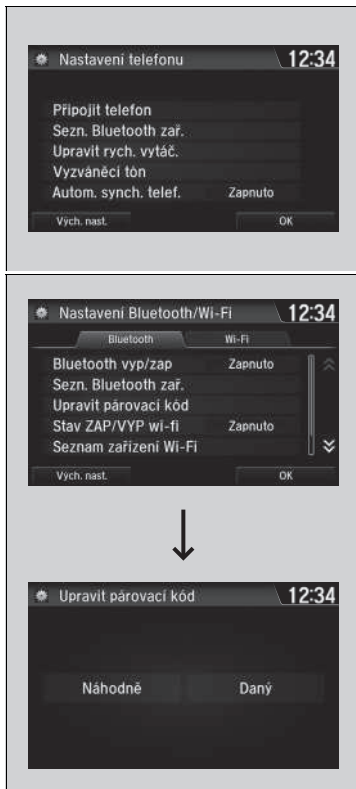 Nastavení telefonu 12:34
Připojit telefon
Sezn. Bluetooth zař.
Upravit rych. vytáč.
Vyzváněcí tón
Autom. synch. telef. Zapnuto
Vých. nast. OK
Nastavení Bluetooth/Wi-Fi 12:34
Bluetooth Wi-Fi
Bluetooth vyp/zap Zapnuto
Sezn. Bluetooth zař.
Upravit párovací kód
Stav ZAP/VYP wi-fi Zapnuto
Seznam zařízení Wi-Fi
Vých. nast. OK
Upravit párovací kód 12:34
Náhodně Daný